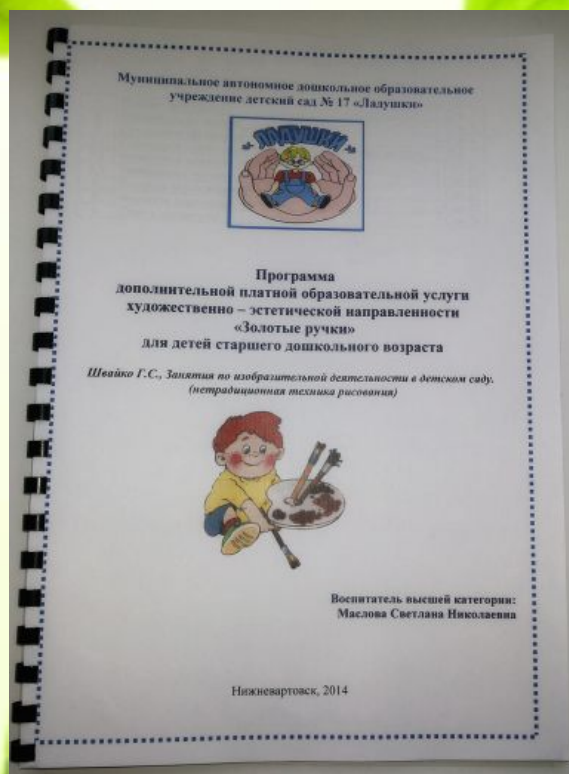 Муниципальное автономное дошкольное образовательное
учреждение детский сад № 17 «Ладушки»
«ЛАДУШКИ»
Программа
дополнительной платной образовательной услуги
художественно – эстетической направленности
«Золотые ручки»
для детей старшего дошкольного возраста
Швайко Г.С., Занятия по изобразительной деятельности в детском саду.
(нетрадиционная техника рисования)
Воспитатель высшей категории:
Маслова Светлана Николаевна
Нижневартовск, 2014